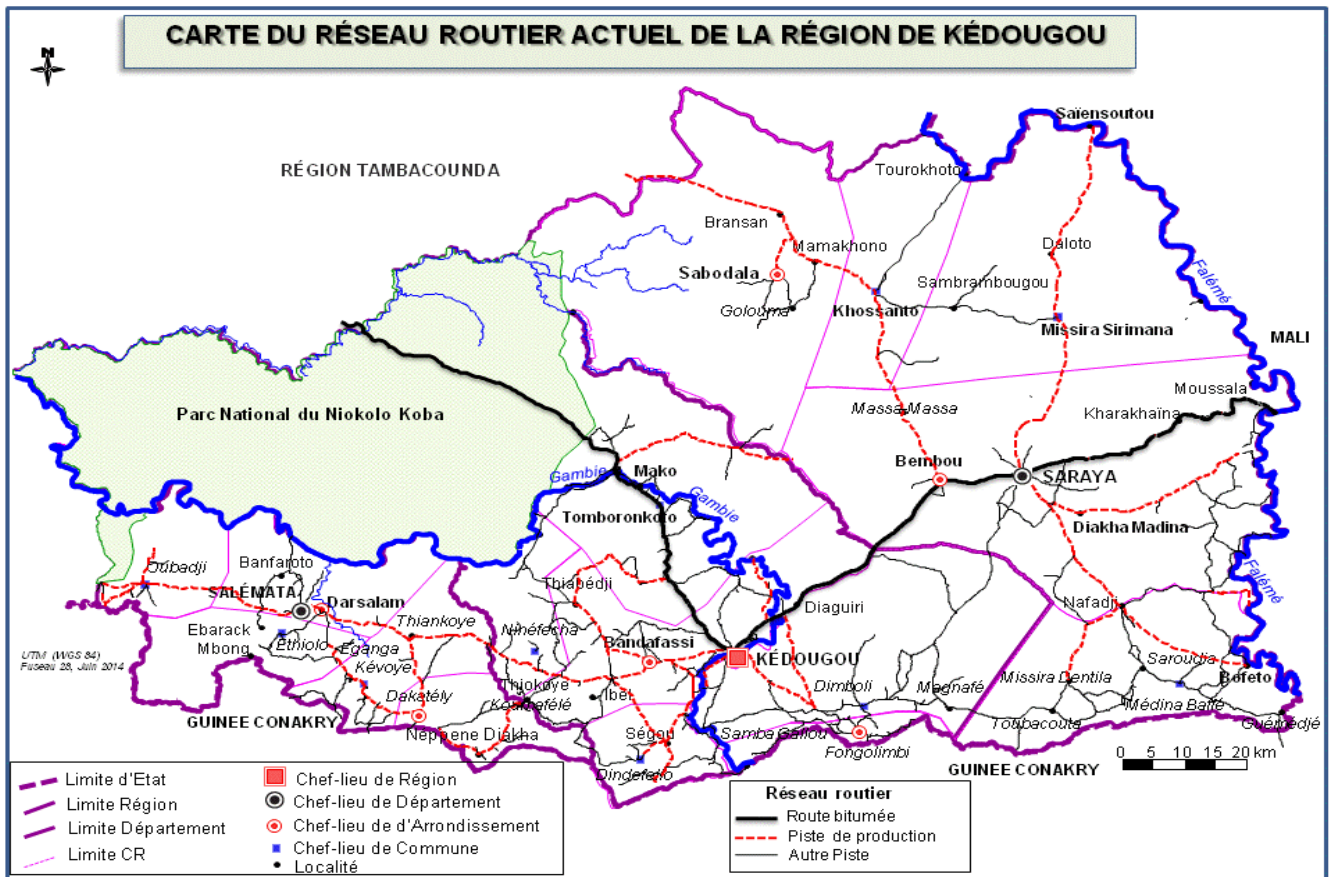 CARTE DU RÉSEAU ROUTIER ACTUEL DE LA RÉGION DE KÉDOUGOU
N
Saïensoutou
RÉGION TAMBACOUNDA
Tourokhoto
Bransan
Mamakhono
Daloto
Sabodala
Sambrambougou
Falémé
Golouma
Khossanto
Missira Sirimana
MALI
Moussala
Parc National du Niokolo Koba
Massa-Massa
Kharakhaïna
Bembou
Mako
SARAYA
Gambie
Gambie
Tomboronkoto
Diakha Madina
Oubadji
Banfaroto
Thiabédji
Falémé
SALÉMATA
Darsalam
Diaguiri
Nafadji
Thiankoye
Ninéfécha
Bandafassi
Ebarack
Ethiolo
Eganga
KÉDOUGOU
Mbong
Kévoye
Saroudia
UTM (WGS 84)
Fuseau 28, Juin 2014
Thiokoye
Ibel
Dimboli
Magnafé
Missira Dentila
Bofeto
Dakatély
Médina Baffé
GUINEE CONAKRY
Toubacouta
Guémedjé
Neppene Diakha
Ségou
Samba Gallou
Fongolimbi
0 5 10 15 20 km
Dindefello
GUINEE CONAKRY
Limite d'Etat
Limite Région
Limite Département
Limite CR
Chef-lieu de Région
Chef-lieu de Département
Chef-lieu de d'Arrondissement
Chef-lieu de Commune
Localité
Réseau routier
Route bitumée
Piste de production
Autre Piste